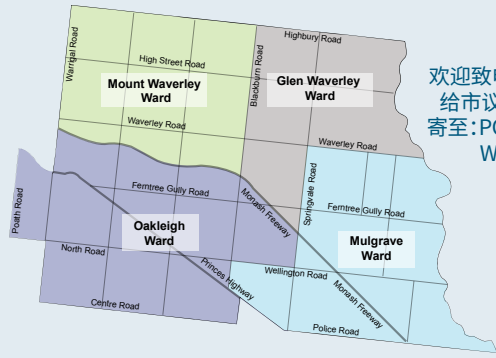 Highbury Road
Warrigal Road
High Street Road
Blackburn Road
Mount Waverley
Ward
Glen Waverley
Ward
Waverley Road
Waverley Road
Springvale Road
Ferntree Gully Road
Ferntree Gully Road
Poath Road
Monash Freeway
Oakleigh
Ward
Mulgrave
Ward
North Road
Princes Highway
Wellington Road
Monash Freeway
Centre Road
Police Road
欢迎致
给市议
寄至：PO
W